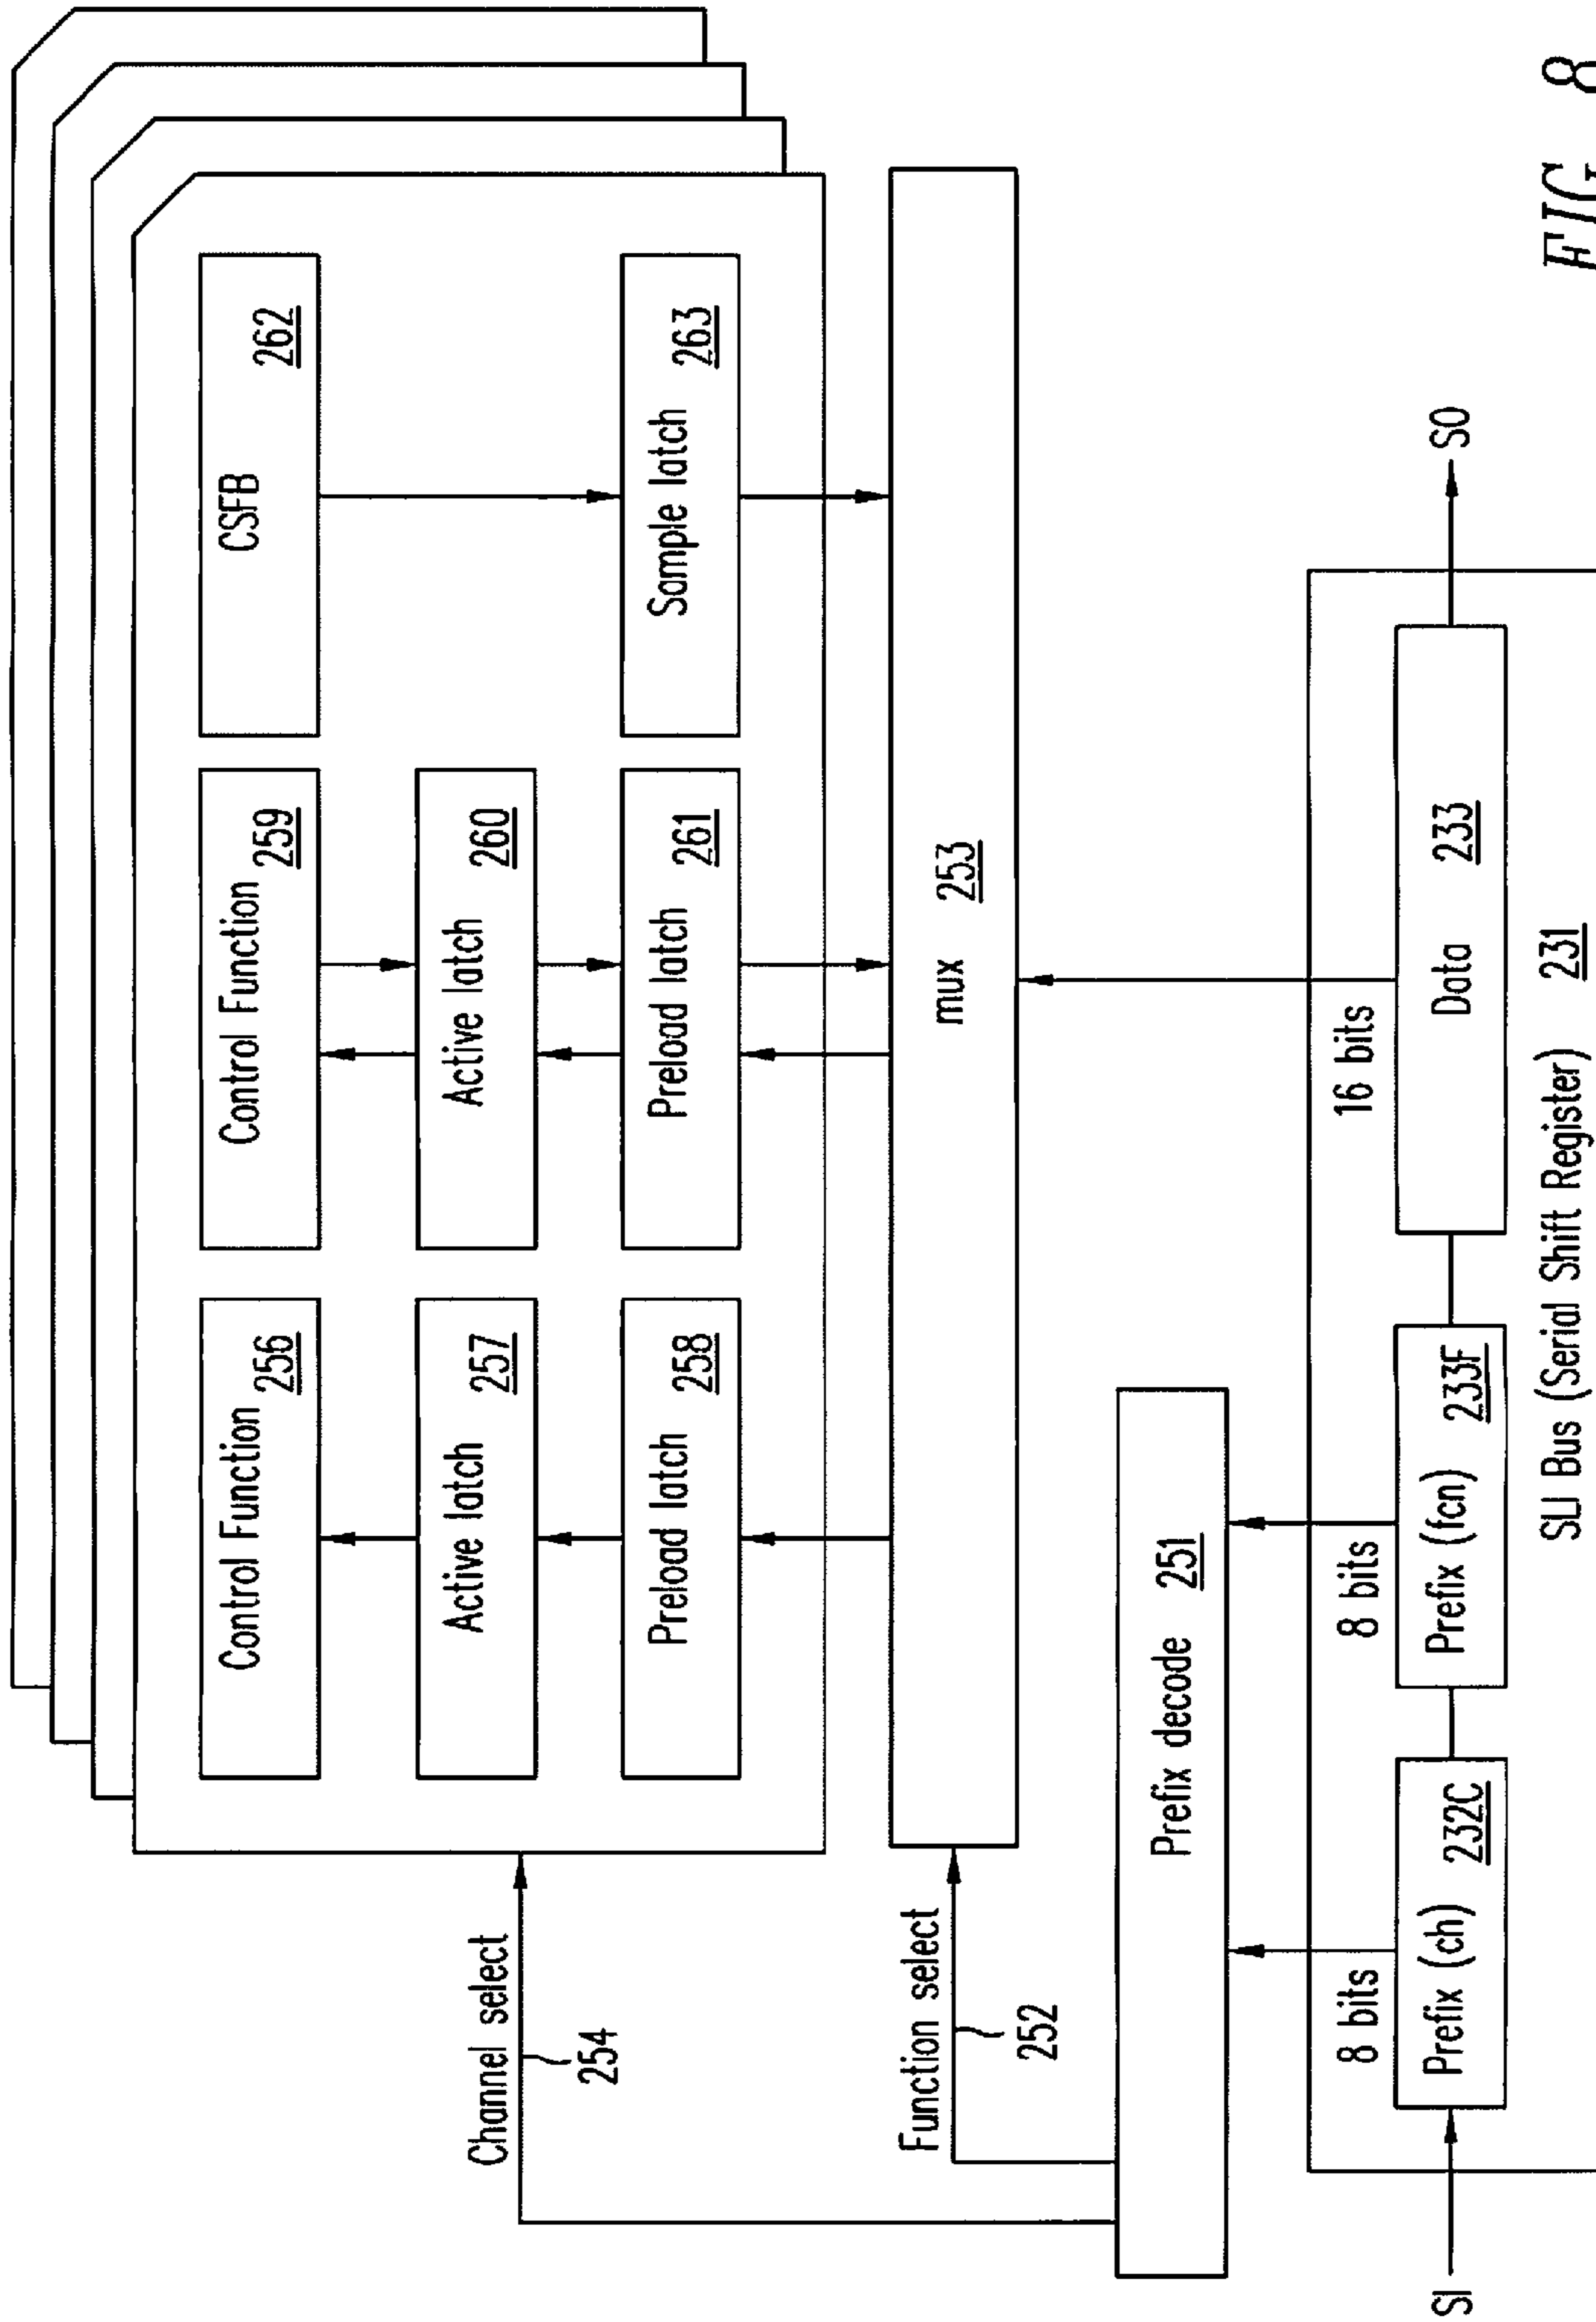 Control Function 256
Control Function 259
CSFB 262
Active latch 257
Active latch 260
Preload latch 258
Preload latch 261
Sample latch 263
Channel select
254
mux 253
Function select
252
Prefix decode 251
8 bits
8 bits
16 bits
SI
Prefix (ch) 232C
Prefix (fcn) 233F
Data 233
SO
SLI Bus (Serial Shift Register) 231
FIG. 8